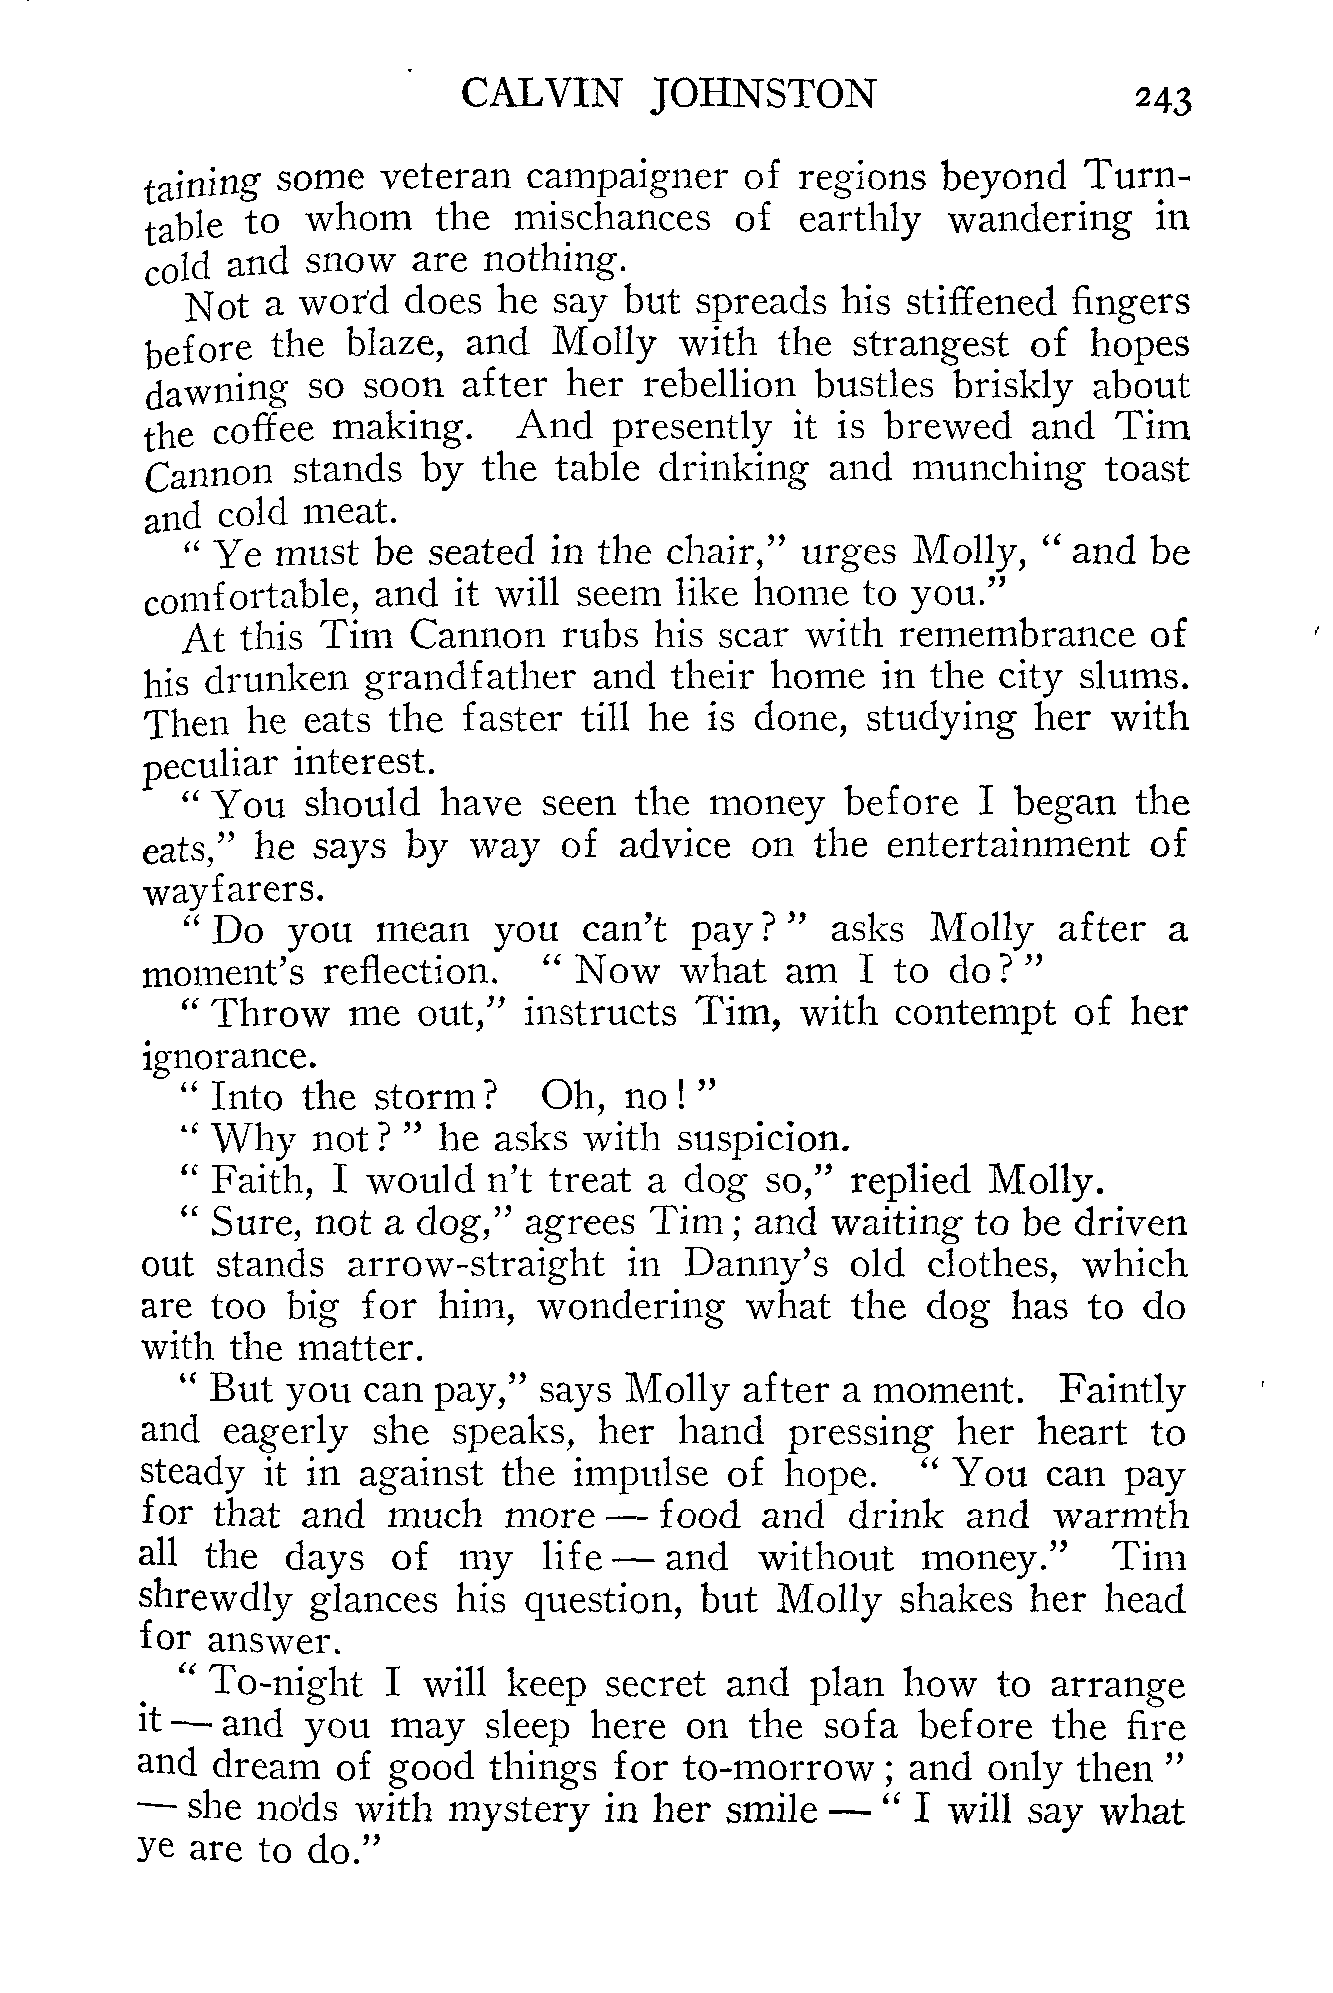 CALVIN JOHNSTON 243
taining some veteran campaigner of regions beyond Turn-
table to whom the mischances of earthly wandering in
cold and snow are nothing.
Not a word does he say but spreads his stiffened fingers
before the blaze, and Molly with the strangest of hopes
dawning so soon after her rebellion bustles briskly about
the coffee making. And presently it is brewed and Tim
Cannon stands by the table drinking and munching toast
and cold meat.
“ Ye must be seated in the chair,” urges Molly, “ and be
comfortable, and it will seem like home to you.”
At this Tim Cannon rubs his scar with remembrance of
his drunken grandfather and their home in the city slums.
Then he eats the faster till he is done, studying her with
peculiar interest.
“ You should have seen the money before I began the
eats,” he says by way of advice on the entertainment of
wayfarers.
“ Do you mean you can’t pay? ” asks Molly after a
moment’s reflection. “ Now what am I to do? ”
“ Throw me out,” instructs Tim, with contempt of her
ignorance.
“ Into the storm? Oh, no! ”
“ Why not? ” he asks with suspicion.
“ Faith, I would n’t treat a dog so,” replied Molly.
“ Sure, not a dog,” agrees Tim; and waiting to be driven
out stands arrow-straight in Danny’s old clothes, which
are too big for him, wondering what the dog has to do
with the matter.
“ But you can pay,” says Molly after a moment. Faintly
and eagerly she speaks, her hand pressing her heart to
steady it in against the impulse of hope. “ You can pay
for that and much more — food and drink and warmth
all the days of my life — and without money.” Tim
shrewdly glances his question, but Molly shakes her head
for answer.
“ To-night I will keep secret and plan how to arrange
it — and you may sleep here on the sofa before the fire
and dream of good things for to-morrow; and only then ”
— she nods with mystery in her smile — “ I will say what
ye are to do.”